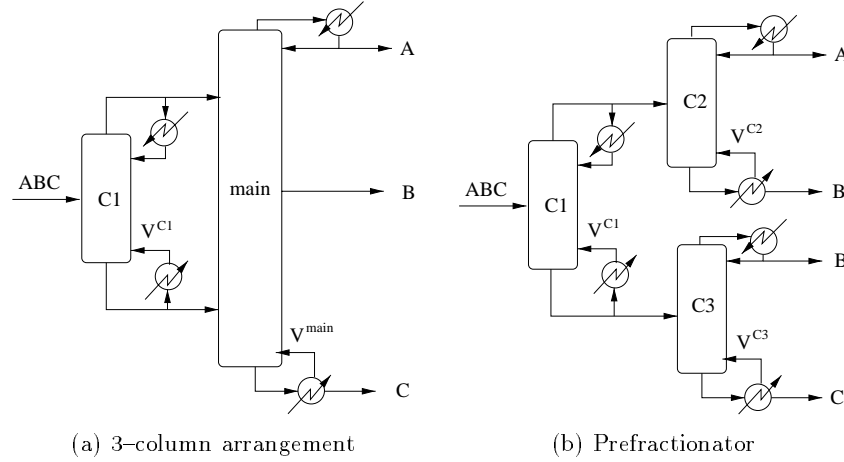 A
ABC
C1
main
B
V^C1
V^main
C
(a) 3–column arrangement
A
C2
V^C2
B
ABC
C1
V^C1
B
C3
V^C3
C
(b) Prefractionator